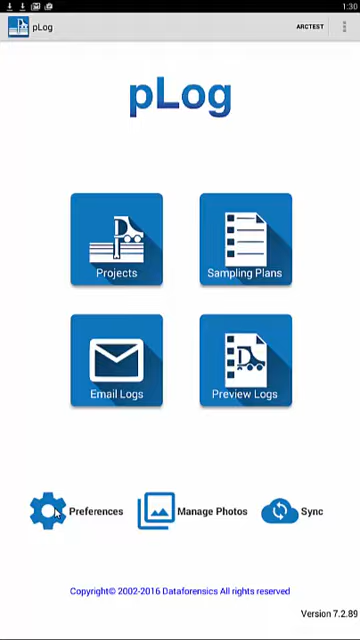 1:30
pLog
ARCTEST
pLog
Projects
Sampling Plans
Email Logs
Preview Logs
Preferences
Manage Photos
Sync
Copyright© 2002-2016 Dataforensics All rights reserved
Version 7.2.89